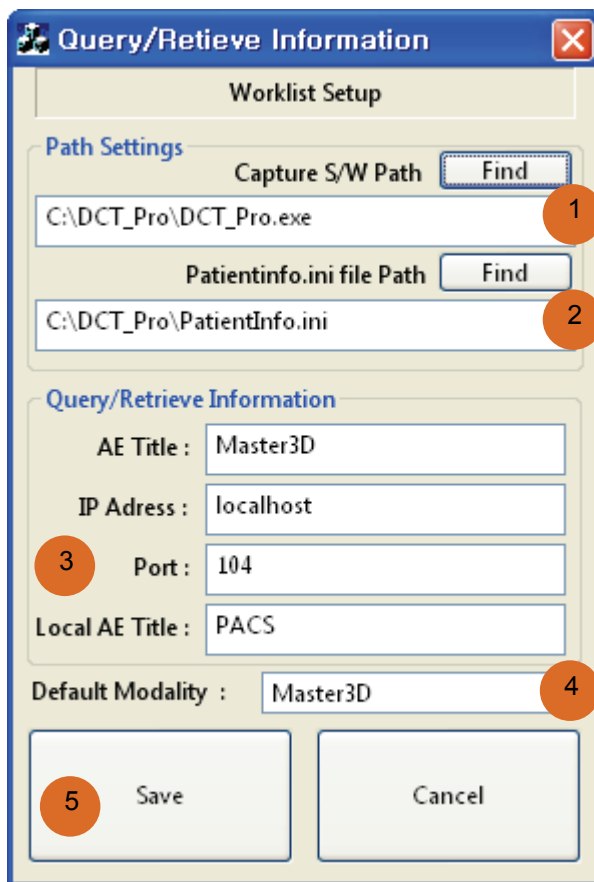 Query/Retieve Information
Worklist Setup
Path Settings
Capture S/W Path Find
C:\DCT_Pro\DCT_Pro.exe 1
Patientinfo.ini file Path Find
C:\DCT_Pro\PatientInfo.ini 2
Query/Retrieve Information
AE Title : Master3D
IP Adress : localhost
3 Port : 104
Local AE Title : PACS
Default Modality : Master3D 4
5 Save Cancel